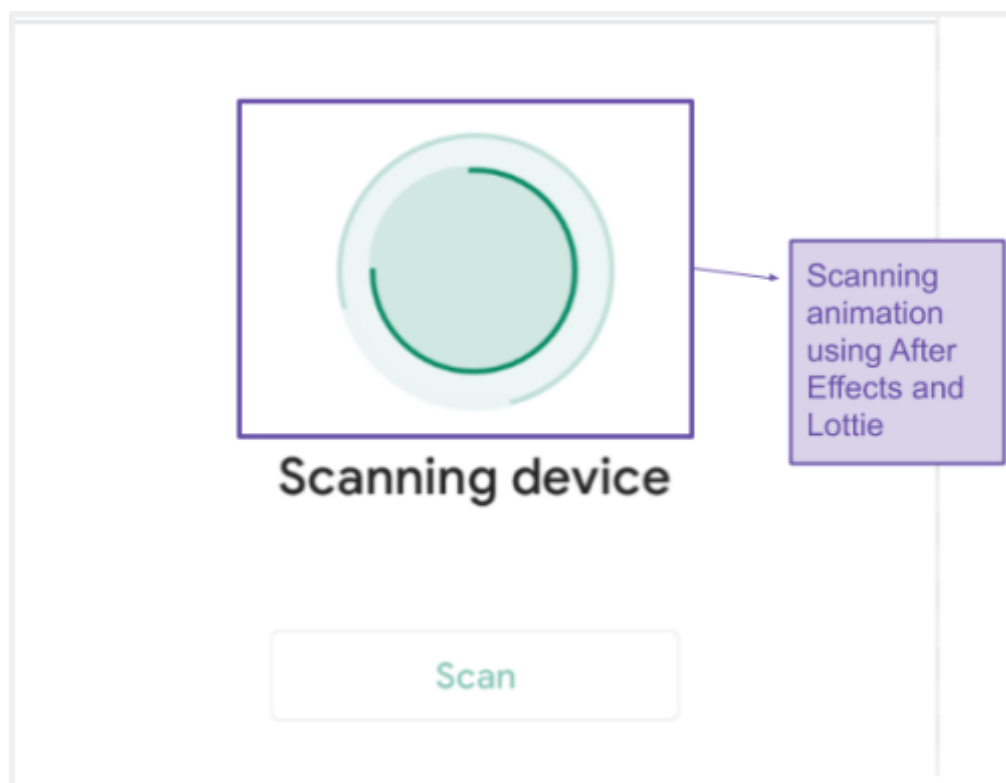 Scanning
animation
using After
Effects and
Lottie
Scanning device
Scan